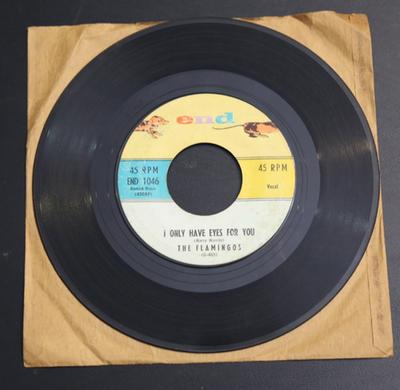 end
45 RPM
END 1046
45 RPM
Vocal
I ONLY HAVE EYES FOR YOU
THE FLAMINGOS